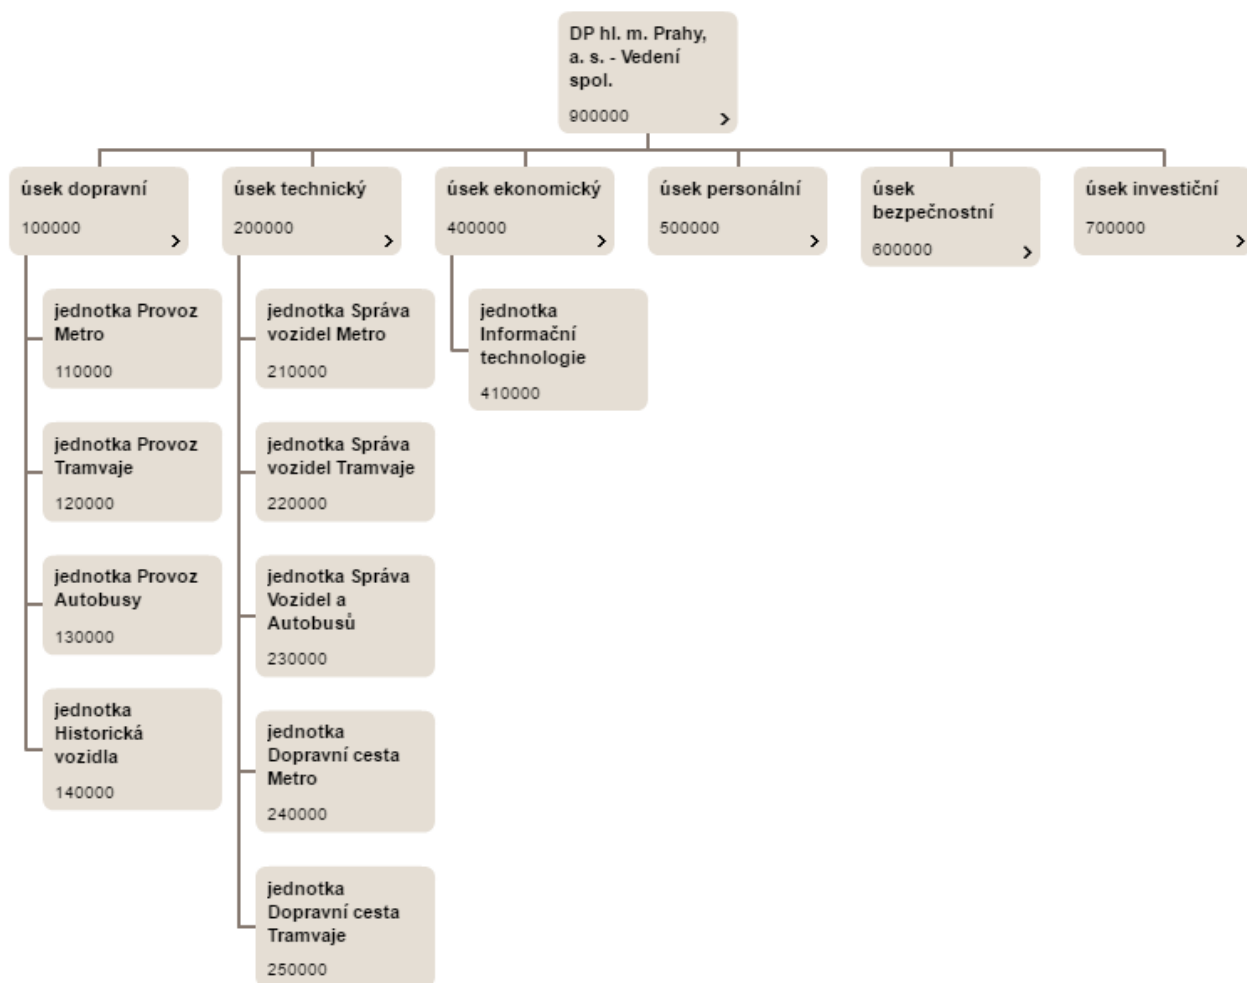 DP hl. m. Prahy,
a. s. - Vedení
spol.
900000
úsek dopravní
100000
úsek technický
200000
úsek ekonomický
400000
úsek personální
500000
úsek
bezpečnostní
600000
úsek investiční
700000
jednotka Provoz
Metro
110000
jednotka Provoz
Tramvaje
120000
jednotka Provoz
Autobusy
130000
jednotka
Historická
vozidla
140000
jednotka Správa
vozidel Metro
210000
jednotka Správa
vozidel Tramvaje
220000
jednotka Správa
Vozidel a
Autobusů
230000
jednotka
Dopravní cesta
Metro
240000
jednotka
Dopravní cesta
Tramvaje
250000
jednotka
Informační
technologie
410000